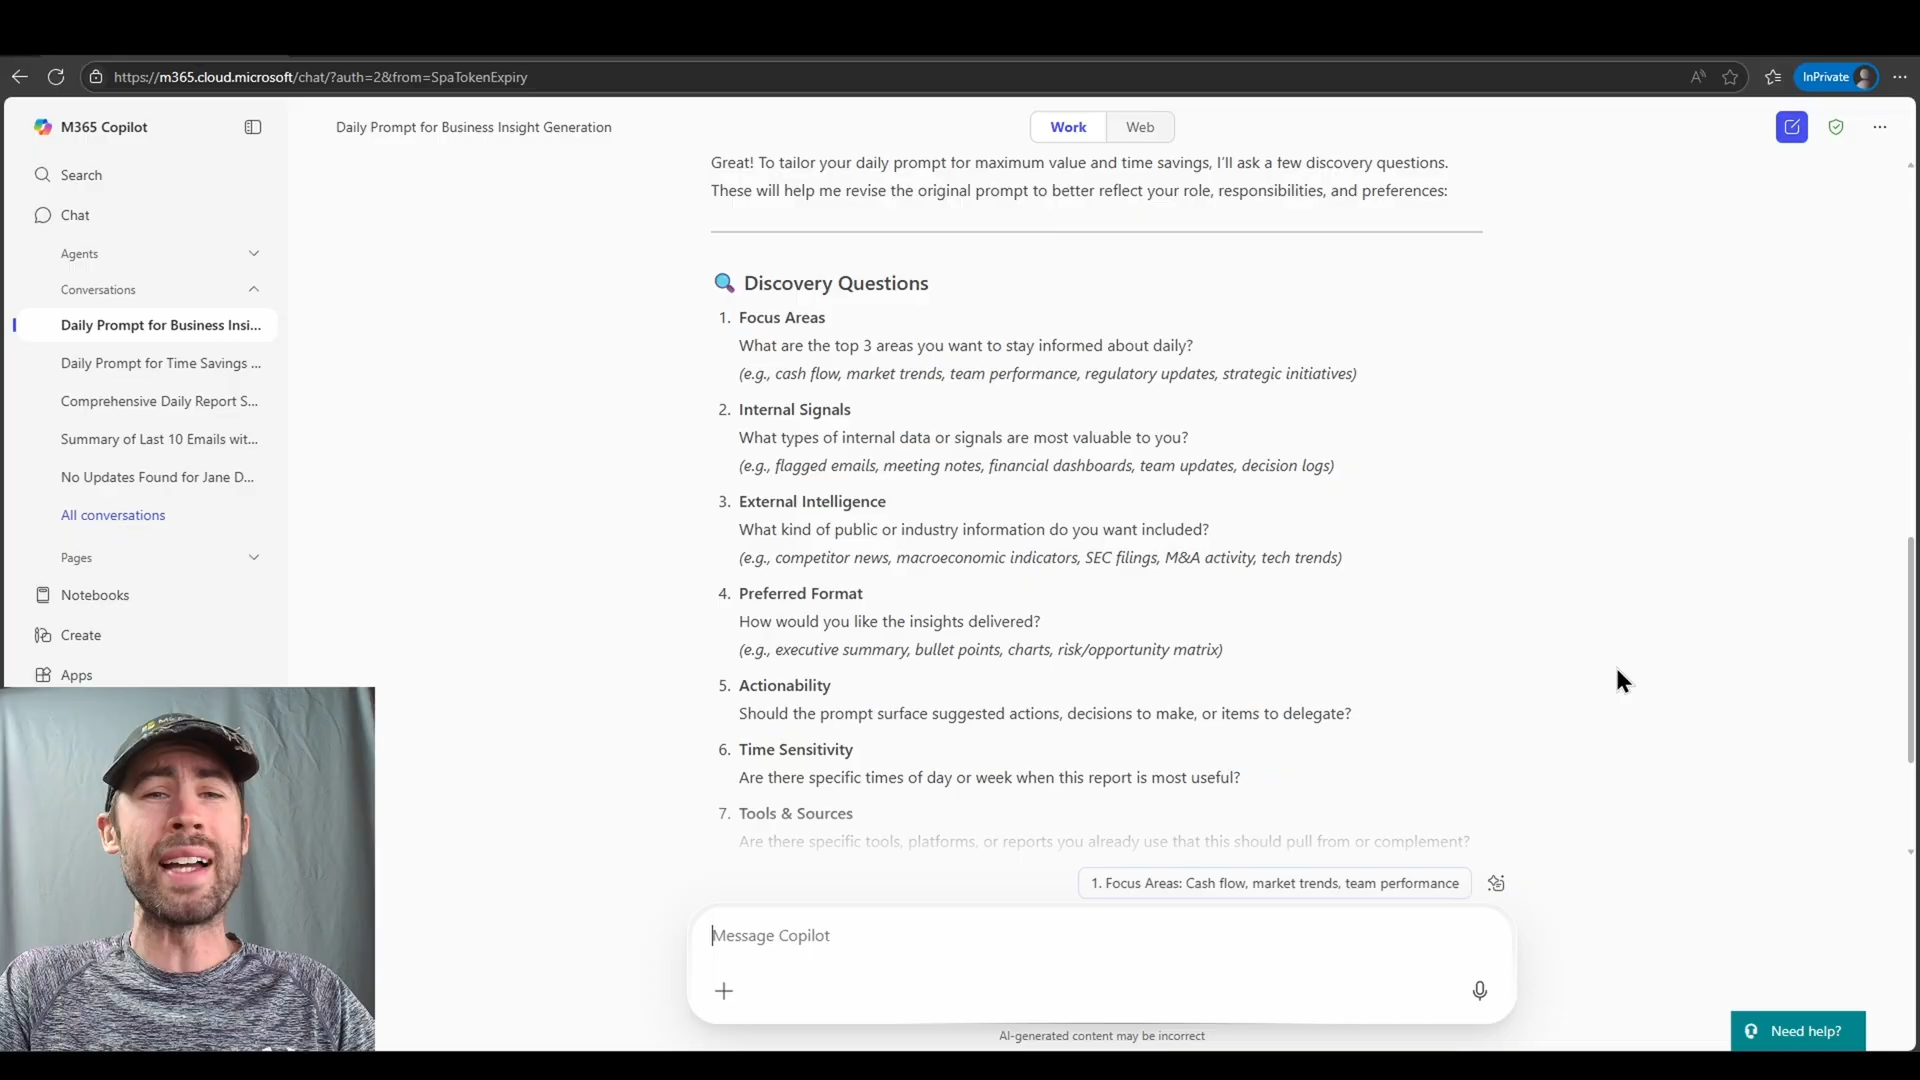 https://m365.cloud.microsoft/chat/?auth=2&from=SpaTokenExpiry
InPrivate
M365 Copilot
Search
Chat
Agents
Conversations
Daily Prompt for Business Insi...
Daily Prompt for Time Savings ...
Comprehensive Daily Report S...
Summary of Last 10 Emails wit...
No Updates Found for Jane D...
All conversations
Pages
Notebooks
Create
Apps
Daily Prompt for Business Insight Generation
Work
Web
Great! To tailor your daily prompt for maximum value and time savings, I'll ask a few discovery questions.
These will help me revise the original prompt to better reflect your role, responsibilities, and preferences:
Discovery Questions
1. Focus Areas
What are the top 3 areas you want to stay informed about daily?
(e.g., cash flow, market trends, team performance, regulatory updates, strategic initiatives)
2. Internal Signals
What types of internal data or signals are most valuable to you?
(e.g., flagged emails, meeting notes, financial dashboards, team updates, decision logs)
3. External Intelligence
What kind of public or industry information do you want included?
(e.g., competitor news, macroeconomic indicators, SEC filings, M&A activity, tech trends)
4. Preferred Format
How would you like the insights delivered?
(e.g., executive summary, bullet points, charts, risk/opportunity matrix)
5. Actionability
Should the prompt surface suggested actions, decisions to make, or items to delegate?
6. Time Sensitivity
Are there specific times of day or week when this report is most useful?
7. Tools & Sources
Are there specific tools, platforms, or reports you already use that this should pull from or complement?
1. Focus Areas: Cash flow, market trends, team performance
Message Copilot
AI-generated content may be incorrect
Need help?